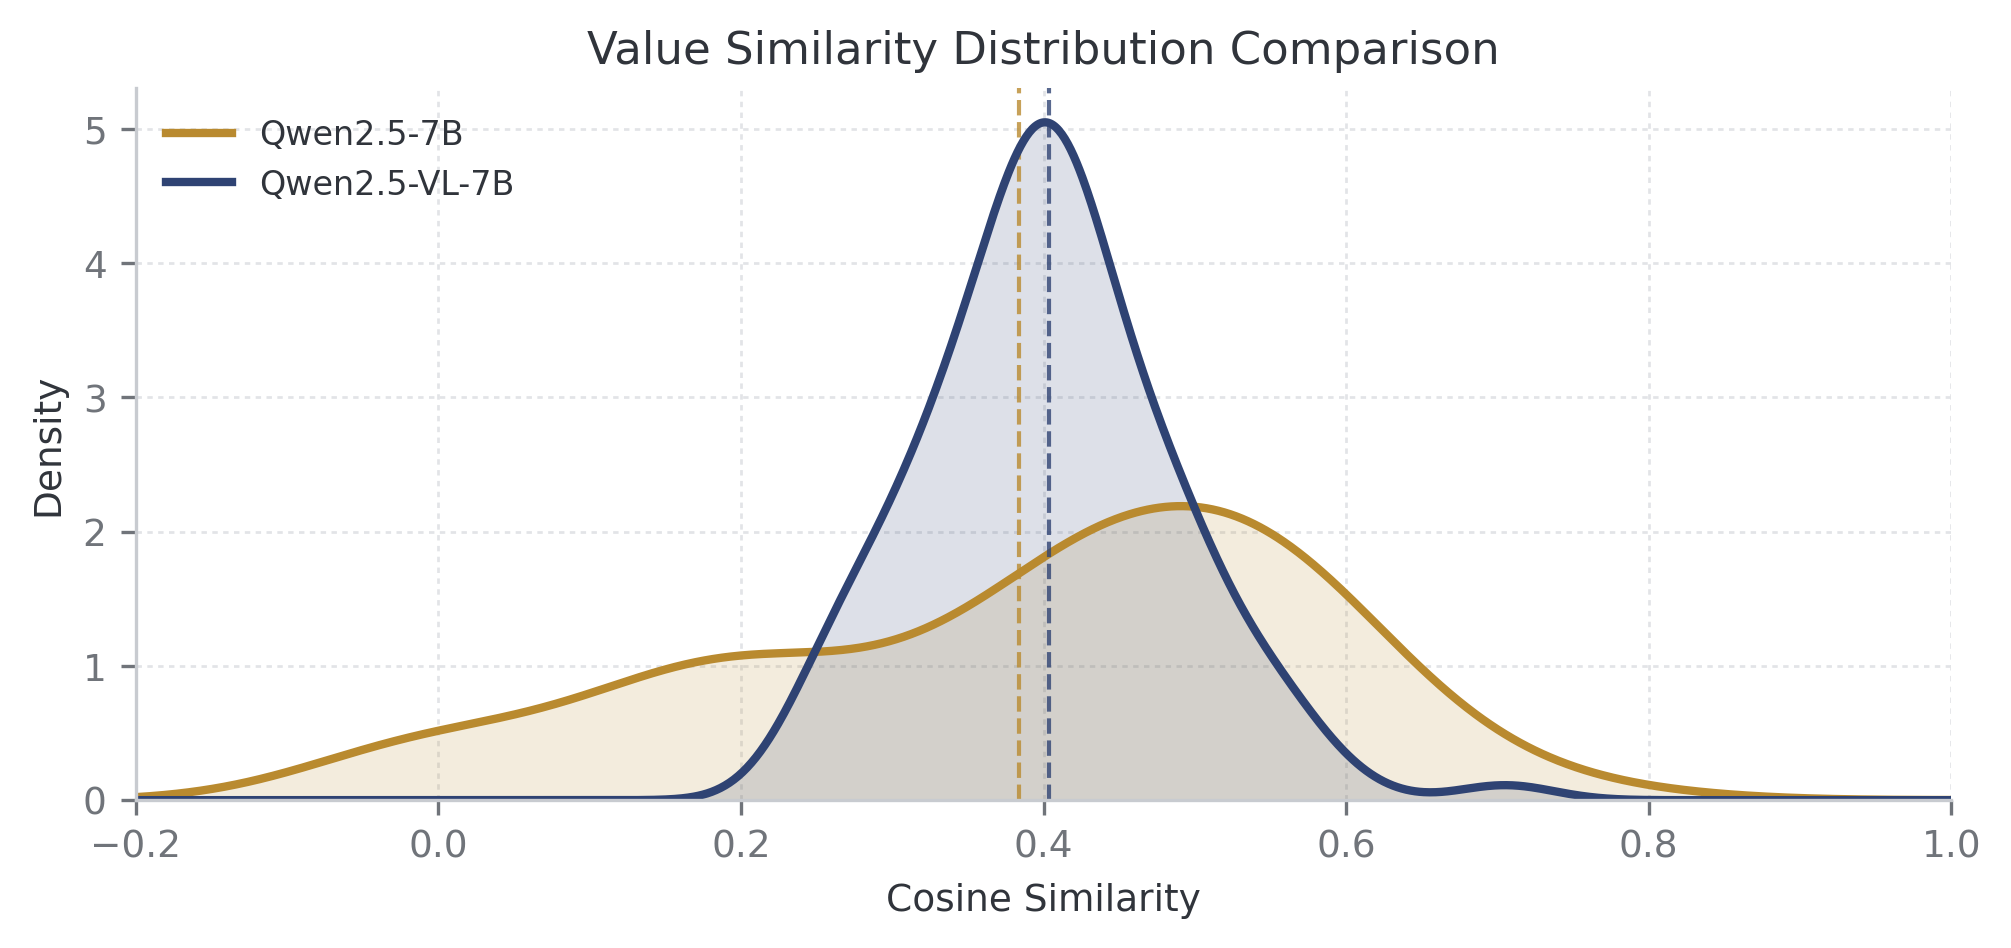 Value Similarity Distribution Comparison
Qwen2.5-7B
Qwen2.5-VL-7B
Density
5
4
3
2
1
0
−0.2 0.0 0.2 0.4 0.6 0.8 1.0
Cosine Similarity